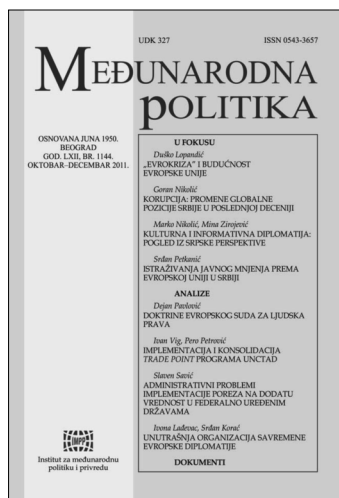 UDK 327
ISSN 0543-3657
MEĐUNARODNA
POLITIKA
OSNOVANA JUNA 1950.
BEOGRAD
GOD. LXII, BR. 1144.
OKTOBAR–DECEMBAR 2011.
U FOKUSU
Duško Lopandić
„EVROKRIZA” I BUDUĆNOST
EVROPSKE UNIJE
Goran Nikolić
KORUPCIJA: PROMENE GLOBALNE
POZICIJE SRBIJE U POSLEDNJOJ DECENIJI
Marko Nikolić, Mina Zirojević
KULTURNA I INFORMATIVNA DIPLOMATIJA:
POGLED IZ SRPSKE PERSPEKTIVE
Srđan Petkanić
ISTRAŽIVANJA JAVNOG MNJENJA PREMA
EVROPSKOJ UNIJI U SRBIJI
ANALIZE
Dejan Pavlović
DOKTRINE EVROPSKOG SUDA ZA LJUDSKA
PRAVA
Ivan Vig, Pero Petrović
IMPLEMENTACIJA I KONSOLIDACIJA
TRADE POINT PROGRAMA UNCTAD
Slaven Savić
ADMINISTRATIVNI PROBLEMI
IMPLEMENTACIJE POREZA NA DODATU
VREDNOST U FEDERALNO UREĐENIM
DRŽAVAMA
Ivona Lađevac, Srđan Korać
UNUTRAŠNJA ORGANIZACIJA SAVREMENE
EVROPSKE DIPLOMATIJE
DOKUMENTI
IMPP
Institut za međunarodnu
politiku i privredu